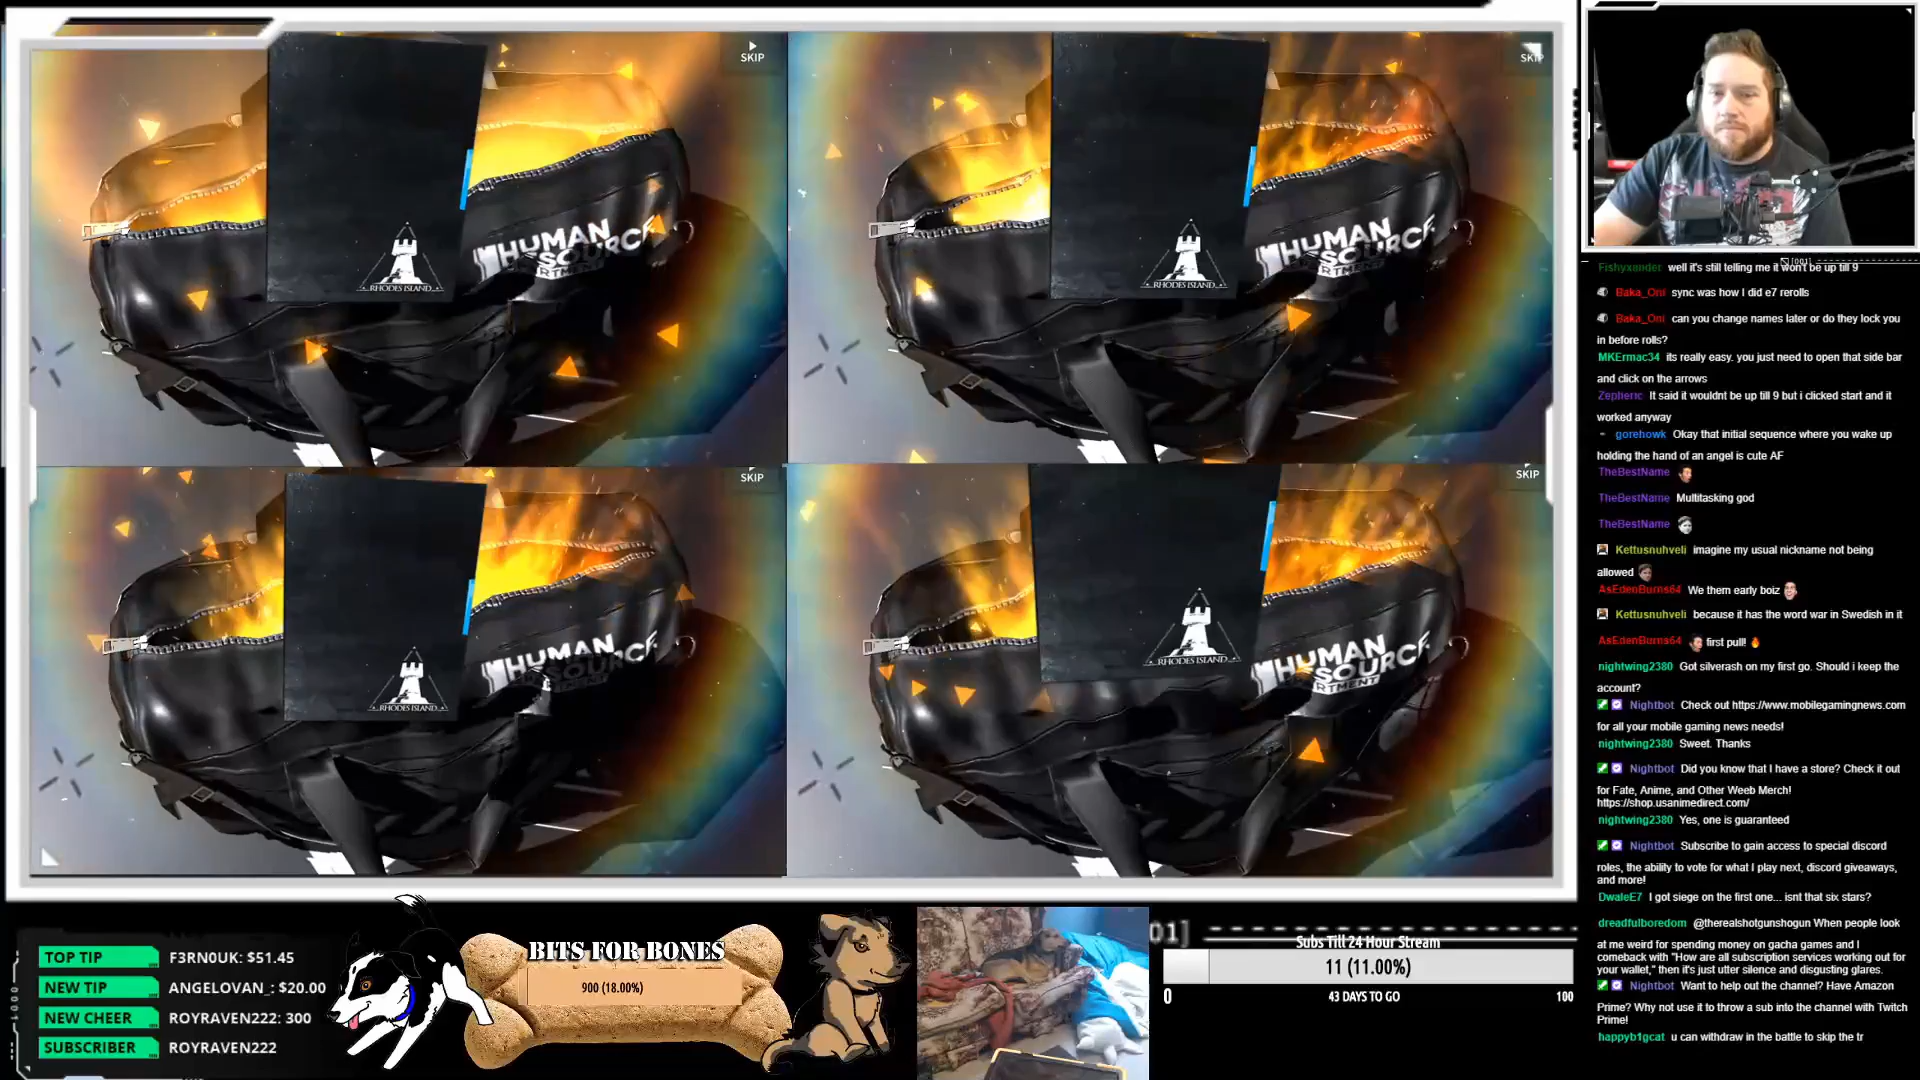 SKIP
SKIP
HUMAN
SOURCE
RHODES ISLAND
HUMAN
SOURCE
RHODES ISLAND
SKIP
SKIP
HUMAN
SOURCE
RHODES ISLAND
HUMAN
SOURCE
RHODES ISLAND
[001]
Fishyxander well it's still telling me it won't be up till 9
Baka_Oni sync was how I did e7 rerolls
Baka_Oni can you change names later or do they lock you
in before rolls?
MKErmac34 its really easy. you just need to open that side bar
and click on the arrows
Zepheric It said it wouldnt be up till 9 but i clicked start and it
worked anyway
gorehowk Okay that initial sequence where you wake up
holding the hand of an angel is cute AF
TheBestName
TheBestName Multitasking god
TheBestName
Kettusnuhveli imagine my usual nickname not being
allowed
AsEdenBurns64 We them early boiz
Kettusnuhveli because it has the word war in Swedish in it
AsEdenBurns64 first pull!
nightwing2380 Got silverash on my first go. Should i keep the
account?
Nightbot Check out https://www.mobilegamingnews.com
for all your mobile gaming news needs!
nightwing2380 Sweet. Thanks
Nightbot Did you know that I have a store? Check it out
for Fate, Anime, and Other Weeb Merch!
https://shop.usanimedirect.com/
nightwing2380 Yes, one is guaranteed
Nightbot Subscribe to gain access to special discord
roles, the ability to vote for what I play next, discord giveaways,
and more!
DwaleE7 I got siege on the first one... isnt that six stars?
dreadfulboredom @therealshotgunshogun When people look
at me weird for spending money on gacha games and I
comeback with "How are all subscription services working out for
your wallet," then it's just utter silence and disgusting glares.
Nightbot Want to help out the channel? Have Amazon
Prime? Why not use it to throw a sub into the channel with Twitch
Prime!
happyb1gcat u can withdraw in the battle to skip the tr
TOP TIP F3RN0UK: $51.45
NEW TIP ANGELOVAN_: $20.00
NEW CHEER ROYRAVEN222: 300
SUBSCRIBER ROYRAVEN222
BITS FOR BONES
900 (18.00%)
01]
Subs Till 24 Hour Stream
11 (11.00%)
0 43 DAYS TO GO 100